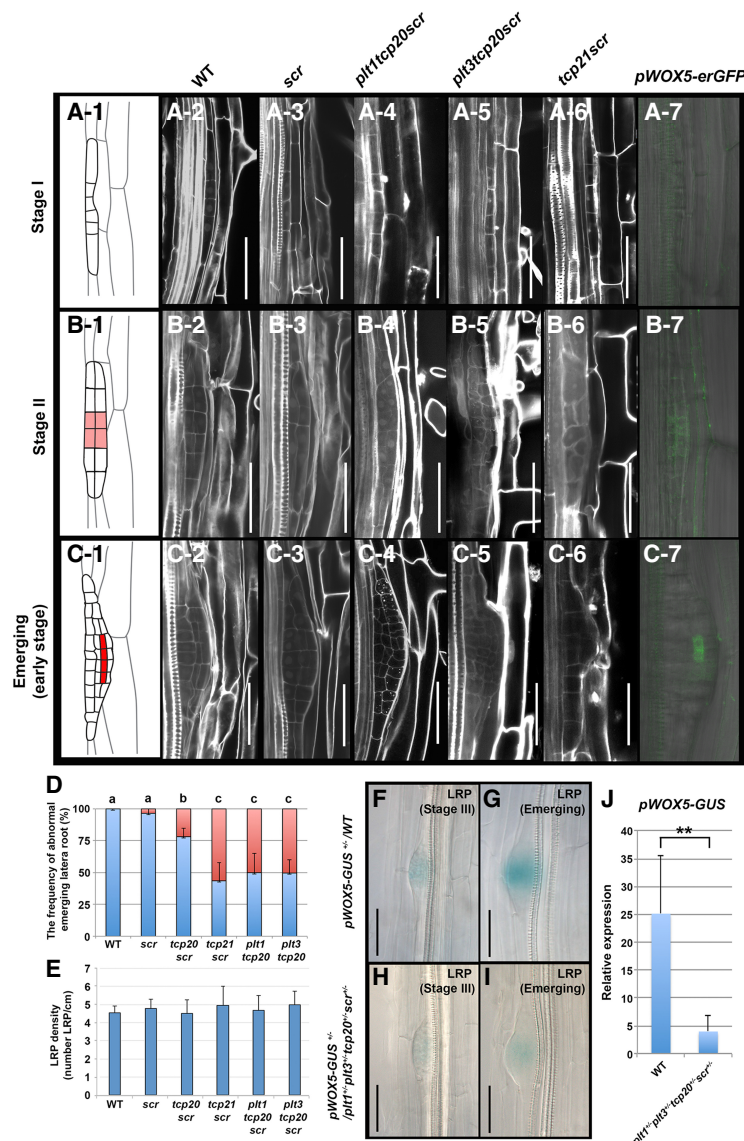 WT
scr
plt1tcp20scr
plt3tcp20scr
tcp21scr
pWOX5-erGFP
Stage I
A-1
A-2
A-3
A-4
A-5
A-6
A-7
Stage II
B-1
B-2
B-3
B-4
B-5
B-6
B-7
Emerging
(early stage)
C-1
C-2
C-3
C-4
C-5
C-6
C-7
D
The frequency of abnormal
emerging latera root (%)
100
75
50
25
0
a
a
b
c
c
c
WT
scr
tcp20
scr
tcp21
scr
plt1
tcp20
plt3
tcp20
E
LRP density
(number LRP/cm)
7
6
5
4
3
2
1
0
WT
scr
tcp20
scr
tcp21
scr
plt1
tcp20
scr
plt3
tcp20
scr
pWOX5-GUS +/- /WT
F
LRP
(Stage III)
G
LRP
(Emerging)
pWOX5-GUS +/-
/plt1+/-plt3+/-tcp20+/-scr+/-
H
LRP
(Stage III)
I
LRP
(Emerging)
J
pWOX5-GUS
Relative expression
40
35
30
25
20
15
10
5
0
**
WT
plt1+/-plt3+/-tcp20+/-scr+/-